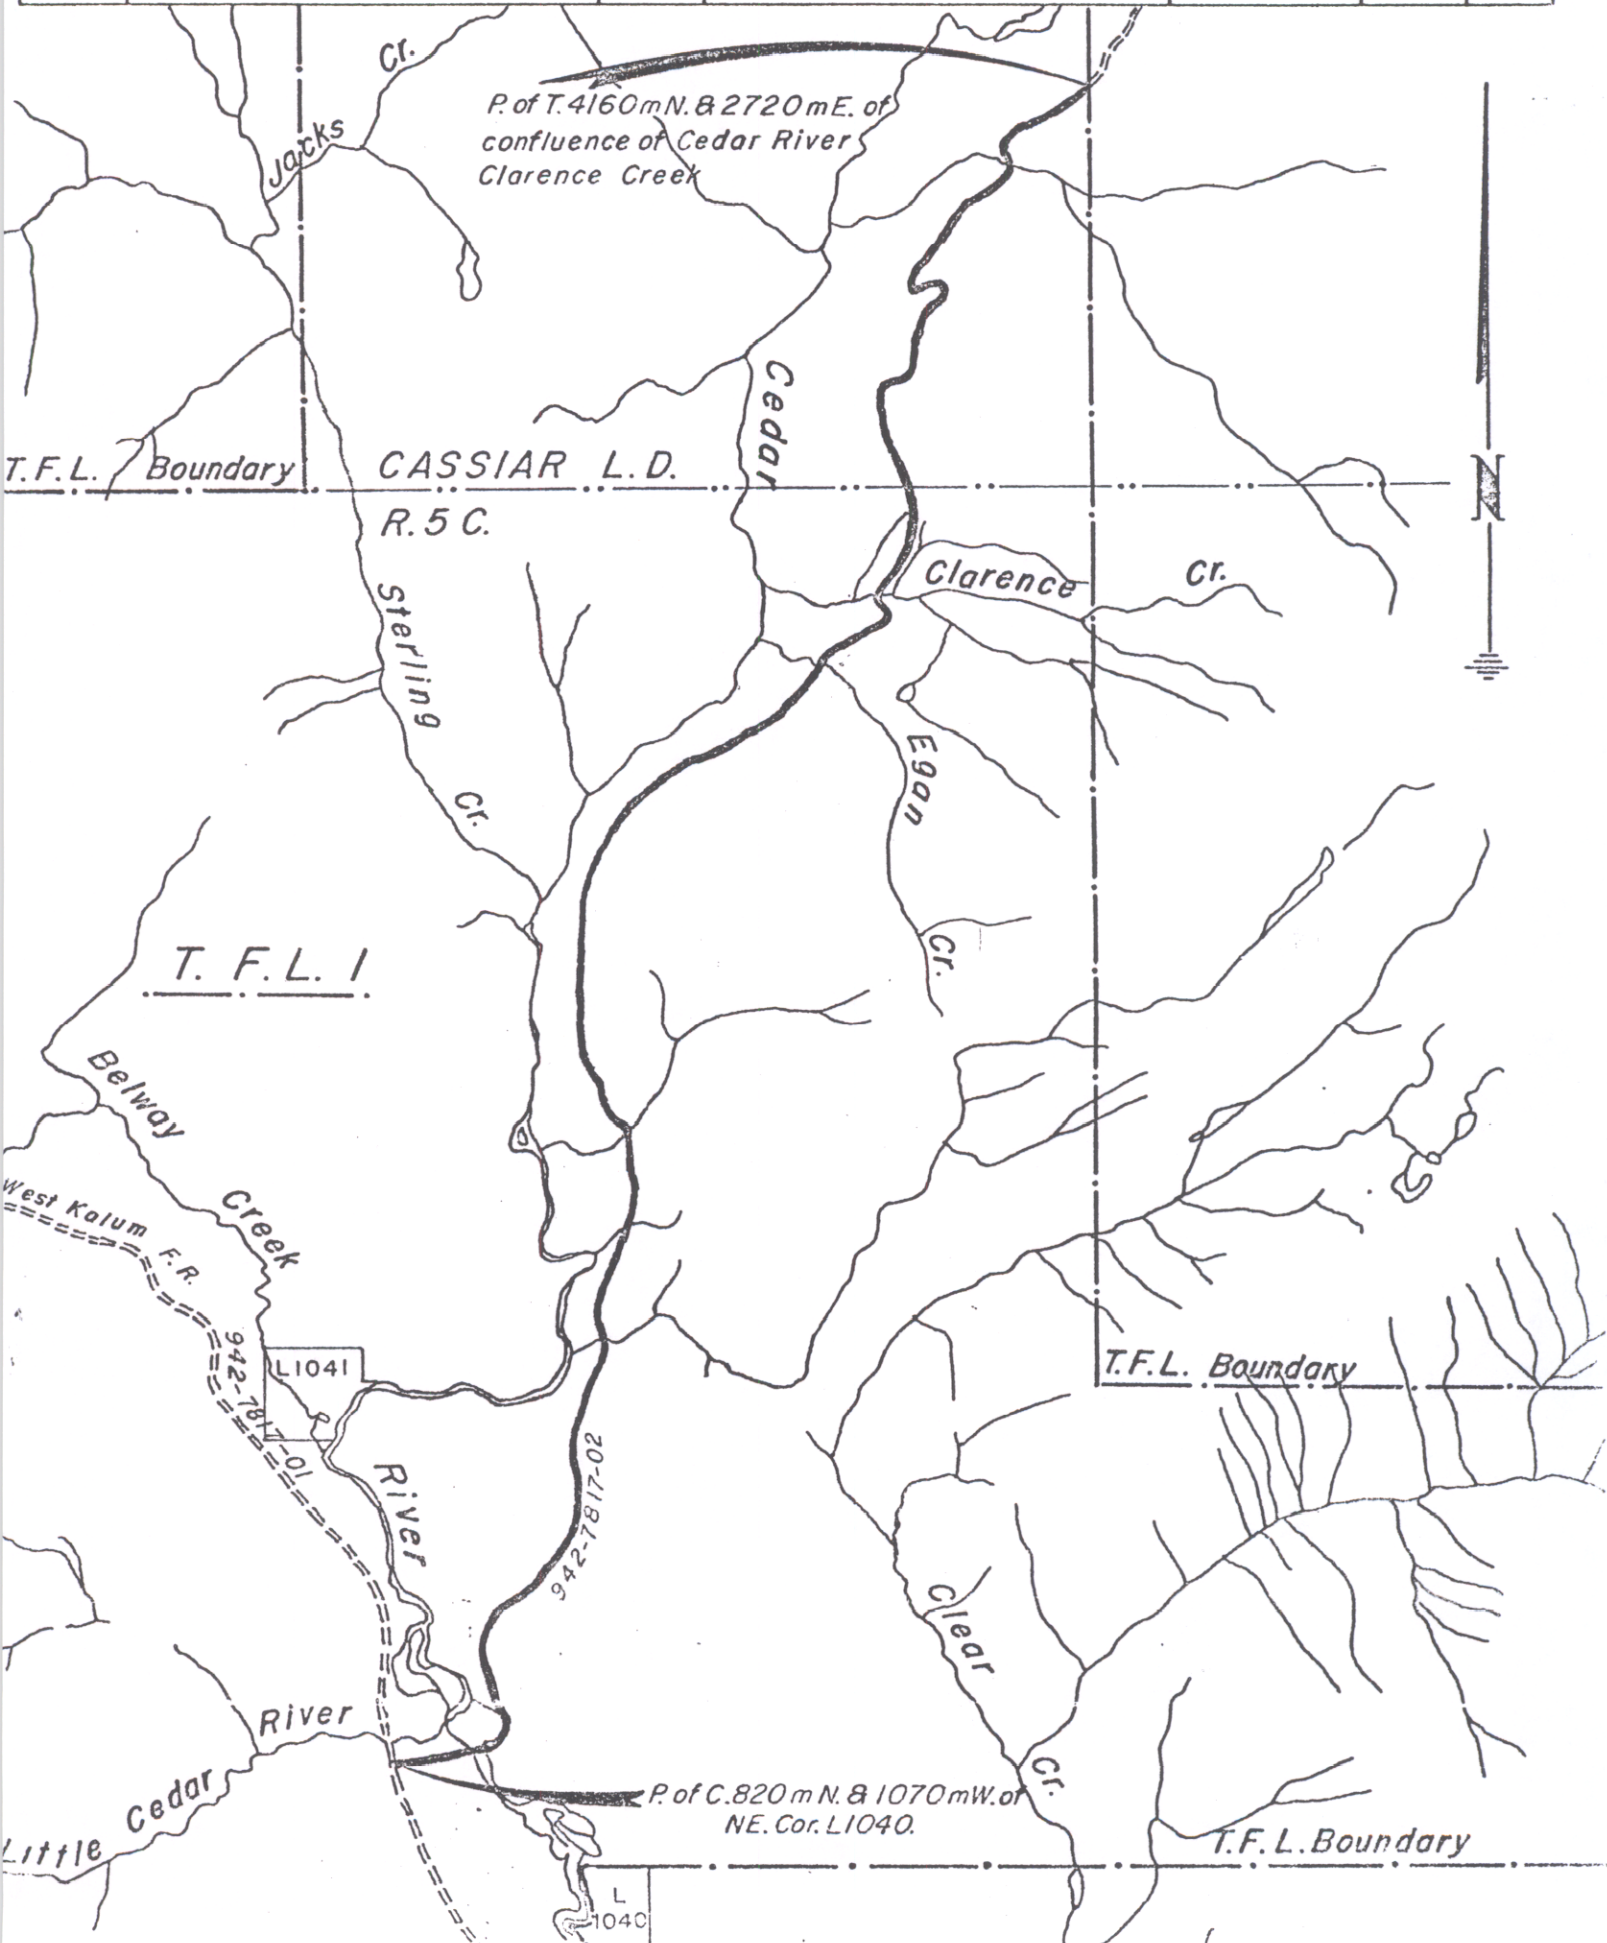 Cr.
Jacks
P. of T. 4160 m N. & 2720 m E. of
confluence of Cedar River
Clarence Creek
Cedar
T.F.L. Boundary
CASSIAR L.D.
R. 5 C.
N
Clarence Cr.
Sterling Cr.
Egan Cr.
T. F. L. 1
Belway Creek
West Kalum F.R.
942-7817-01
L1041
T.F.L. Boundary
River
942-7817-02
Clear Cr.
Little Cedar River
P. of C. 820 m N. & 1070 m W. of
NE. Cor. L1040.
T.F.L. Boundary
L
1040